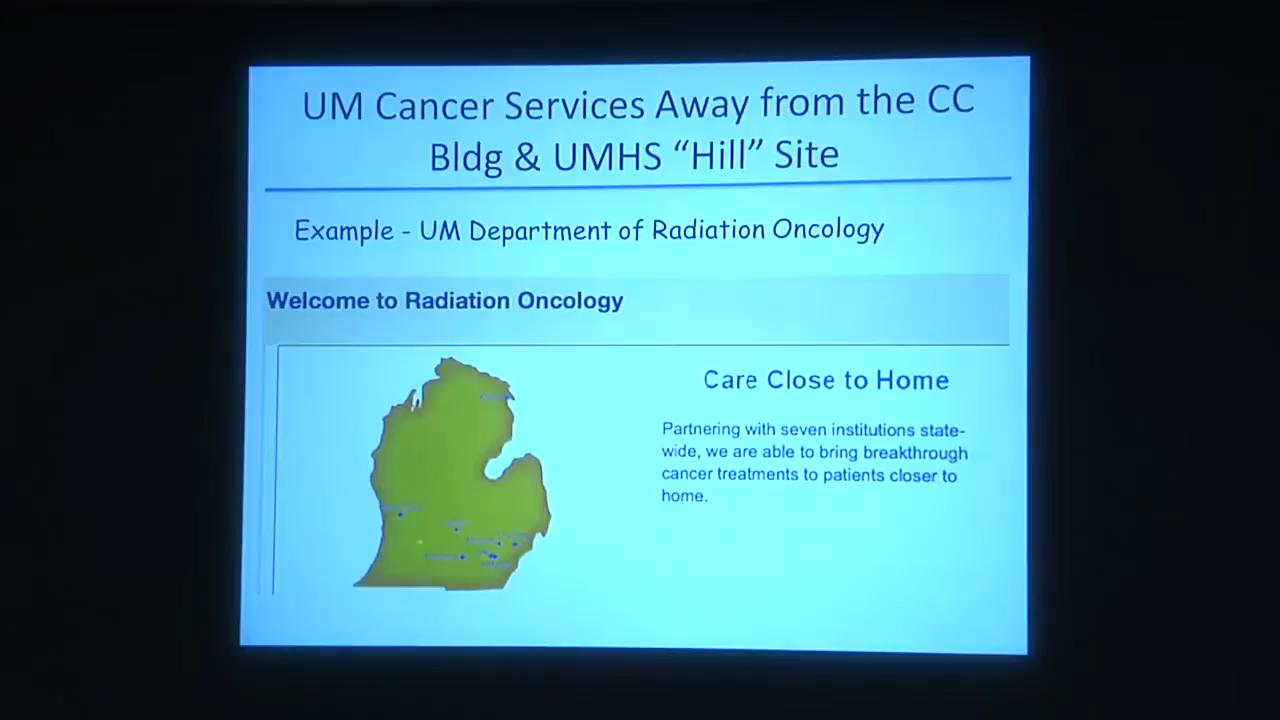 UM Cancer Services Away from the CC
Bldg & UMHS “Hill” Site
Example - UM Department of Radiation Oncology
Welcome to Radiation Oncology
Care Close to Home
Partnering with seven institutions state-
wide, we are able to bring breakthrough
cancer treatments to patients closer to
home.